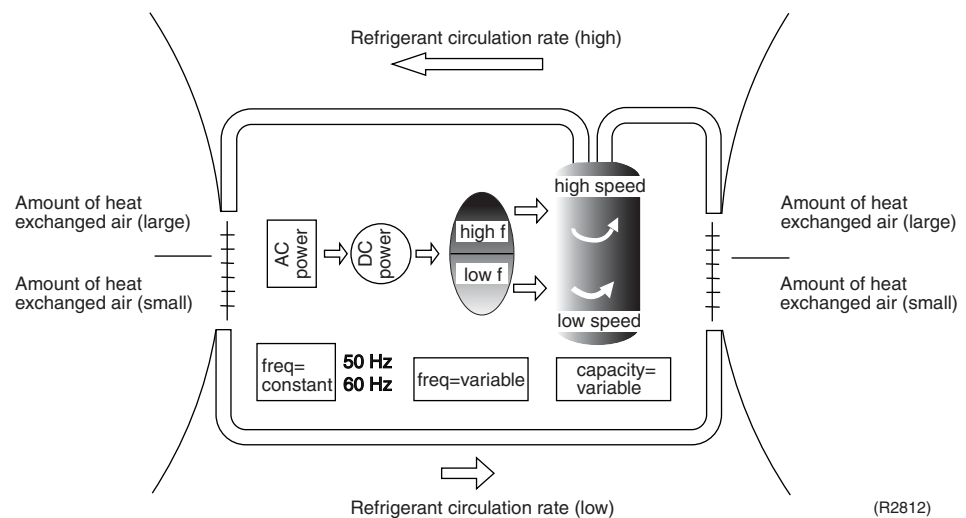 Refrigerant circulation rate (high)
Amount of heat
exchanged air (large)
Amount of heat
exchanged air (small)
AC
power
DC
power
high f
low f
high speed
low speed
Amount of heat
exchanged air (large)
Amount of heat
exchanged air (small)
freq=
constant
50 Hz
60 Hz
freq=variable
capacity=
variable
Refrigerant circulation rate (low)
(R2812)